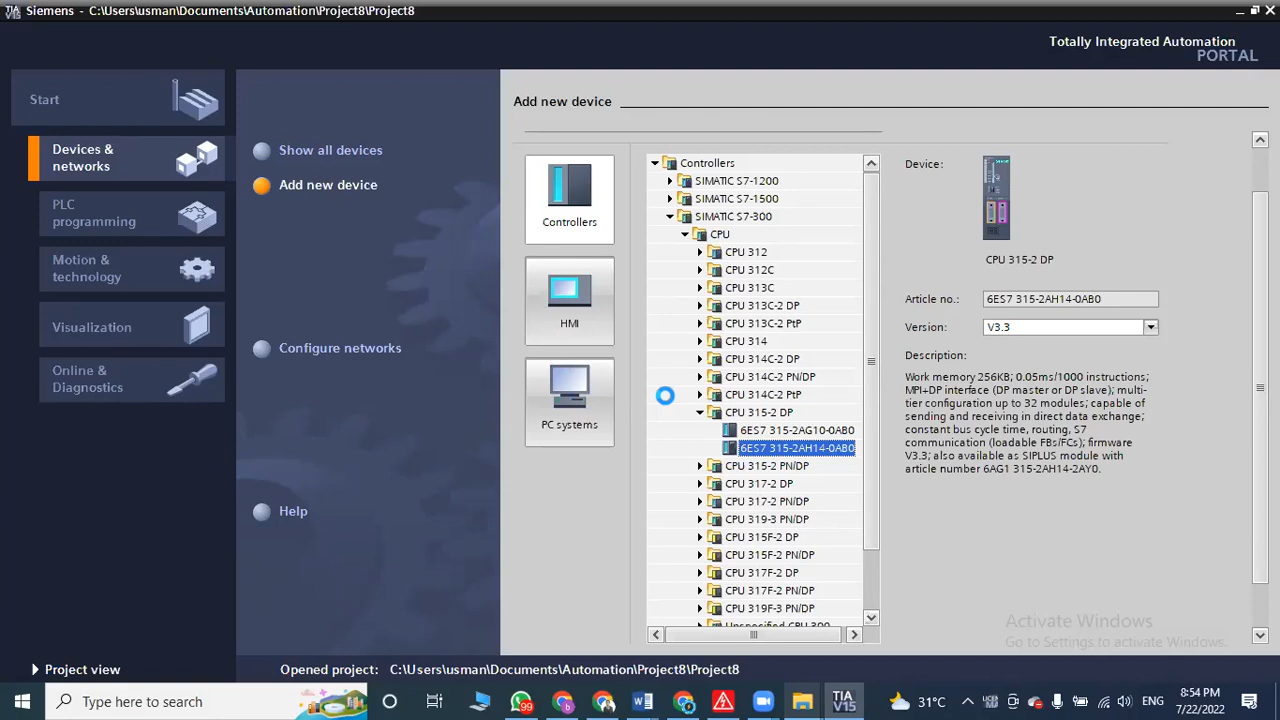 Siemens - C:\Users\usman\Documents\Automation\Project8\Project8
TIA
V15
Totally Integrated Automation
PORTAL
Start
Devices &
networks
PLC
programming
Motion &
technology
Visualization
Online &
Diagnostics
Show all devices
Add new device
Configure networks
Help
Add new device
Controllers
HMI
PC systems
Controllers
SIMATIC S7-1200
SIMATIC S7-1500
SIMATIC S7-300
CPU
CPU 312
CPU 312C
CPU 313C
CPU 313C-2 DP
CPU 313C-2 PtP
CPU 314
CPU 314C-2 DP
CPU 314C-2 PN/DP
CPU 314C-2 PtP
CPU 315-2 DP
6ES7 315-2AG10-0AB0
6ES7 315-2AH14-0AB0
CPU 315-2 PN/DP
CPU 317-2 DP
CPU 317-2 PN/DP
CPU 319-3 PN/DP
CPU 315F-2 DP
CPU 315F-2 PN/DP
CPU 317F-2 DP
CPU 317F-2 PN/DP
CPU 319F-3 PN/DP
Unspecified CPU 300
Device:
CPU 315-2 DP
Article no.: 6ES7 315-2AH14-0AB0
Version: V3.3
Description:
Work memory 256KB; 0.05ms/1000 instructions;
MPI+DP interface (DP master or DP slave); multi-
tier configuration up to 32 modules; capable of
sending and receiving in direct data exchange;
constant bus cycle time, routing, S7
communication (loadable FBs/FCs); firmware
V3.3; also available as SIPLUS module with
article number 6AG1 315-2AH14-2AY0.
Activate Windows
Go to Settings to activate Windows.
Project view
Opened project: C:\Users\usman\Documents\Automation\Project8\Project8
Type here to search
99
TIA
V15
31°C
ENG
8:54 PM
7/22/2022